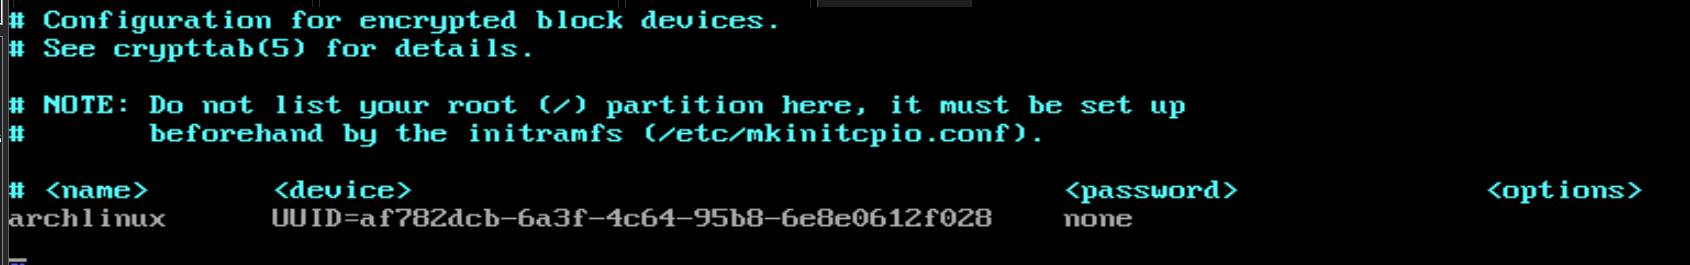 # Configuration for encrypted block devices.
# See crypttab(5) for details.
# NOTE: Do not list your root (/) partition here, it must be set up
#       beforehand by the initramfs (/etc/mkinitcpio.conf).
# <name>       <device>                                     <password>              <options>
archlinux      UUID=af782dcb-6a3f-4c64-95b8-6e8e0612f028    none